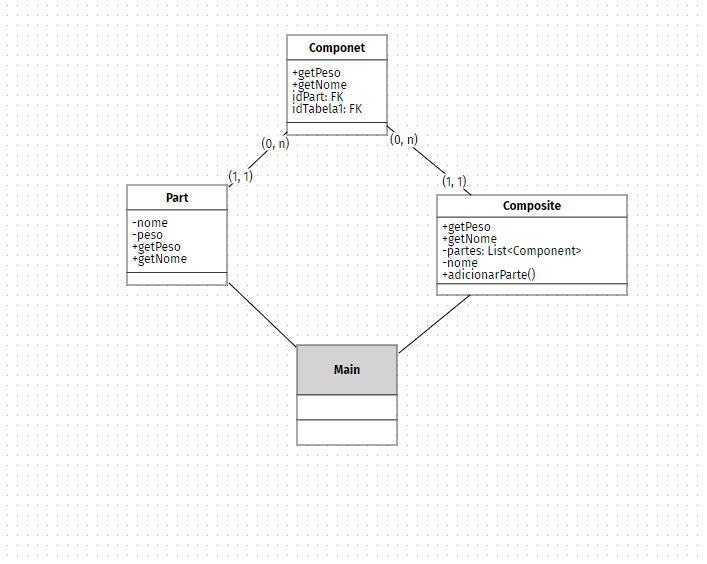 Componet
+getPeso
+getNome
idPart: FK
idTabela1: FK
(0, n)
(0, n)
(1, 1)
(1, 1)
Part
-nome
-peso
+getPeso
+getNome
Composite
+getPeso
+getNome
-partes: List<Component>
-nome
+adicionarParte()
Main